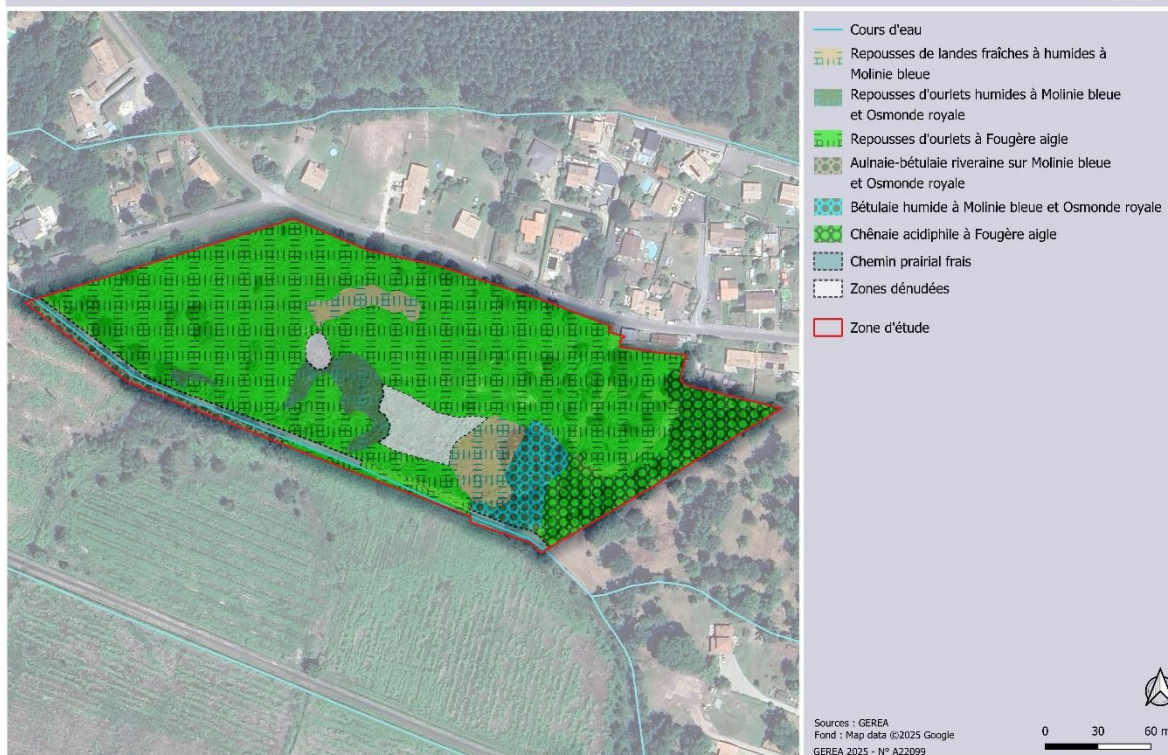 Cours d'eau
Repousses de landes fraîches à humides à
Molinie bleue
Repousses d'ourlets humides à Molinie bleue
et Osmonde royale
Repousses d'ourlets à Fougère aigle
Aulnaie-bétulaie riveraine sur Molinie bleue
et Osmonde royale
Bétulaie humide à Molinie bleue et Osmonde royale
Chênaie acidiphile à Fougère aigle
Chemin prairial frais
Zones dénudées
Zone d'étude
Sources : GEREA
Fond : Map data ©2025 Google
GEREA 2025 - N° A22099
0 30 60 m